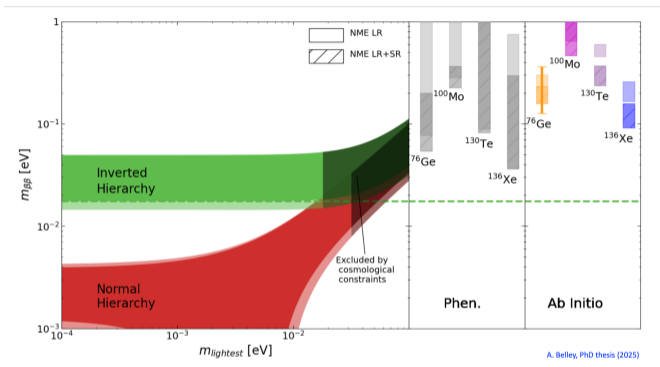 1
10⁻¹
10⁻²
10⁻³
m_ββ [eV]
NME LR
NME LR+SR
Inverted
Hierarchy
Normal
Hierarchy
Excluded by
cosmological
constraints
10⁻⁴
10⁻³
10⁻²
m_lightest [eV]
⁷⁶Ge
¹⁰⁰Mo
¹³⁰Te
¹³⁶Xe
Phen.
⁷⁶Ge
¹⁰⁰Mo
¹³⁰Te
¹³⁶Xe
Ab Initio
A. Belley, PhD thesis (2025)